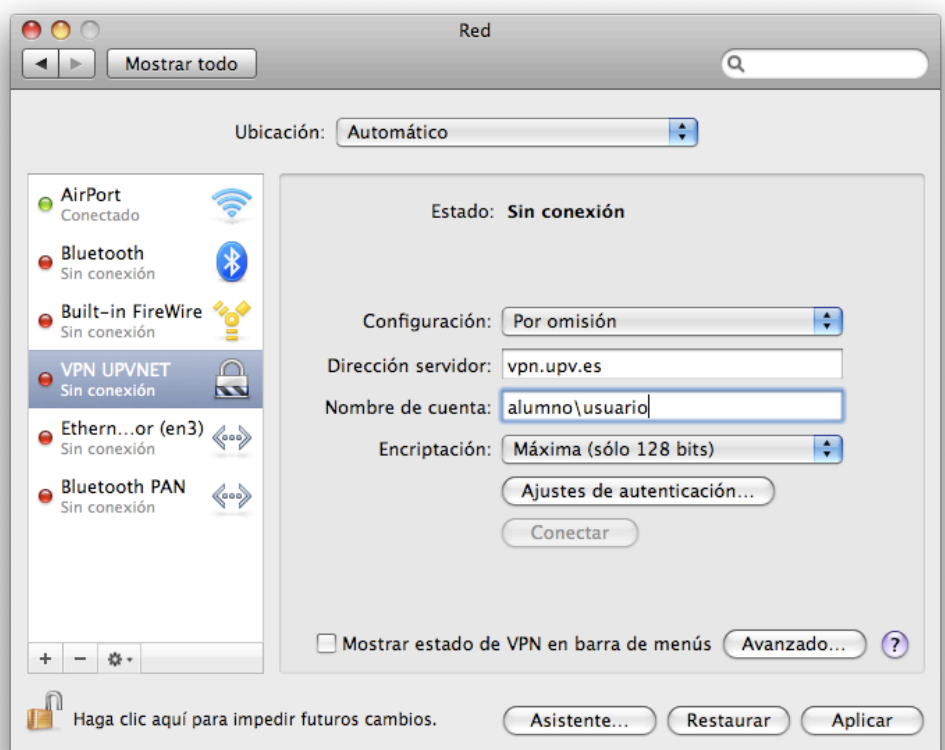 Red
Mostrar todo
Ubicación: Automático
AirPort
Conectado
Bluetooth
Sin conexión
Built-in FireWire
Sin conexión
VPN UPVNET
Sin conexión
Ethern...or (en3)
Sin conexión
Bluetooth PAN
Sin conexión
Estado: Sin conexión
Configuración: Por omisión
Dirección servidor: vpn.upv.es
Nombre de cuenta: alumno\usuario
Encriptación: Máxima (sólo 128 bits)
Ajustes de autenticación...
Conectar
Mostrar estado de VPN en barra de menús Avanzado... ?
Haga clic aquí para impedir futuros cambios. Asistente... Restaurar Aplicar